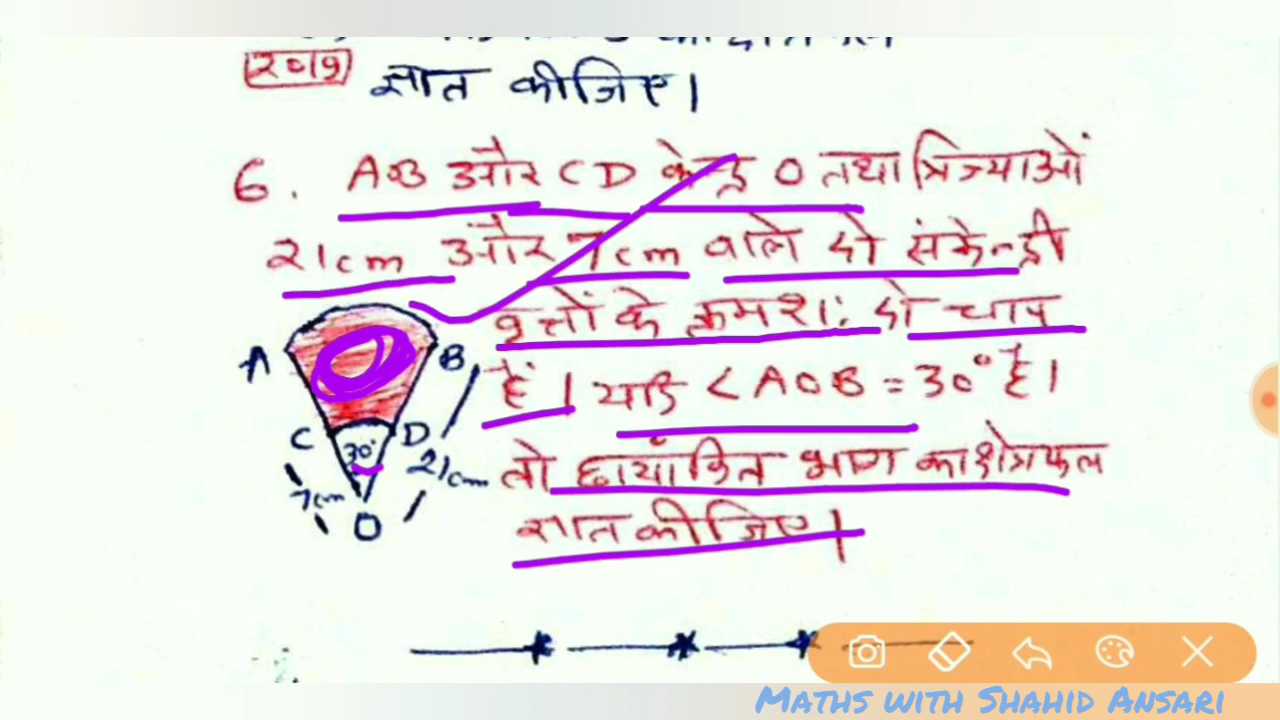 २०१७
ज्ञात कीजिए।
6. AB और CD केन्द्र O तथा त्रिज्याओं
21cm और 7cm वाले दो संकेन्द्री
वृत्तों के क्रमशः दो चाप
हैं। यदि <AOB = 30° है।
तो छायांकित भाग का क्षेत्रफल
ज्ञात कीजिए।
A
B
C
D
30°
7cm
21cm
O
Maths with Shahid Ansari